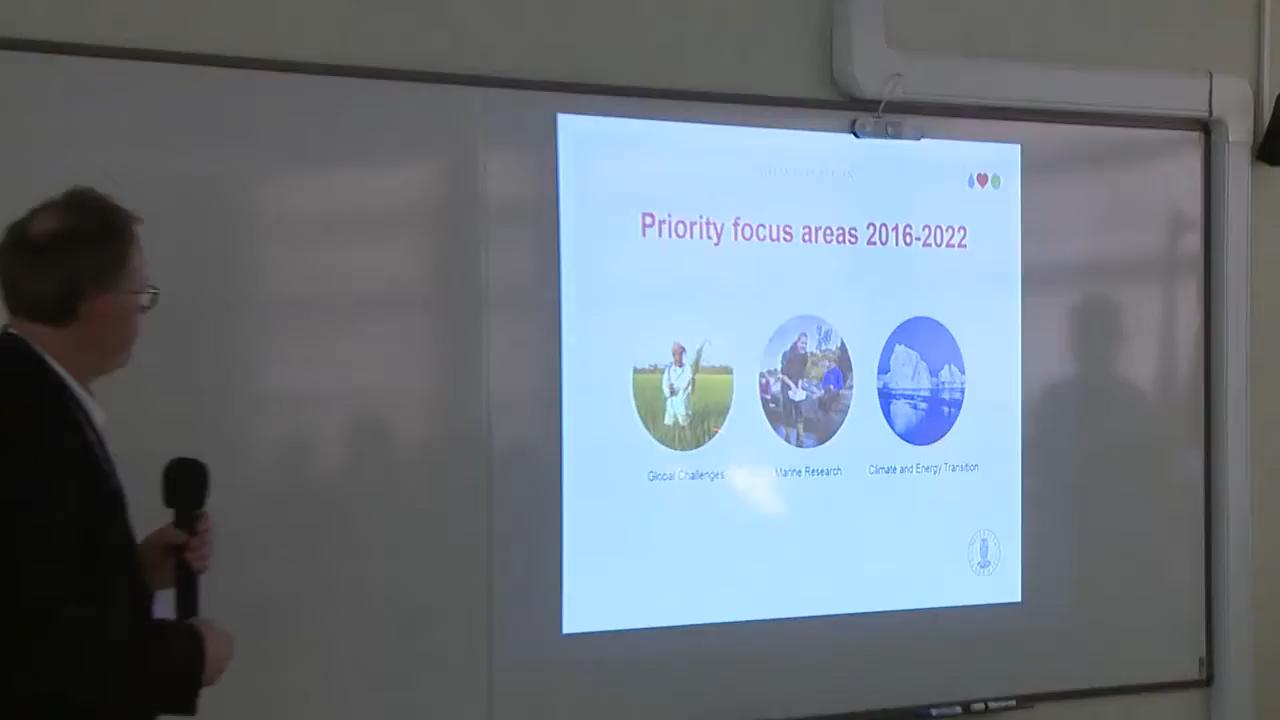 Priority focus areas 2016-2022
Global Challenges
Marine Research
Climate and Energy Transition